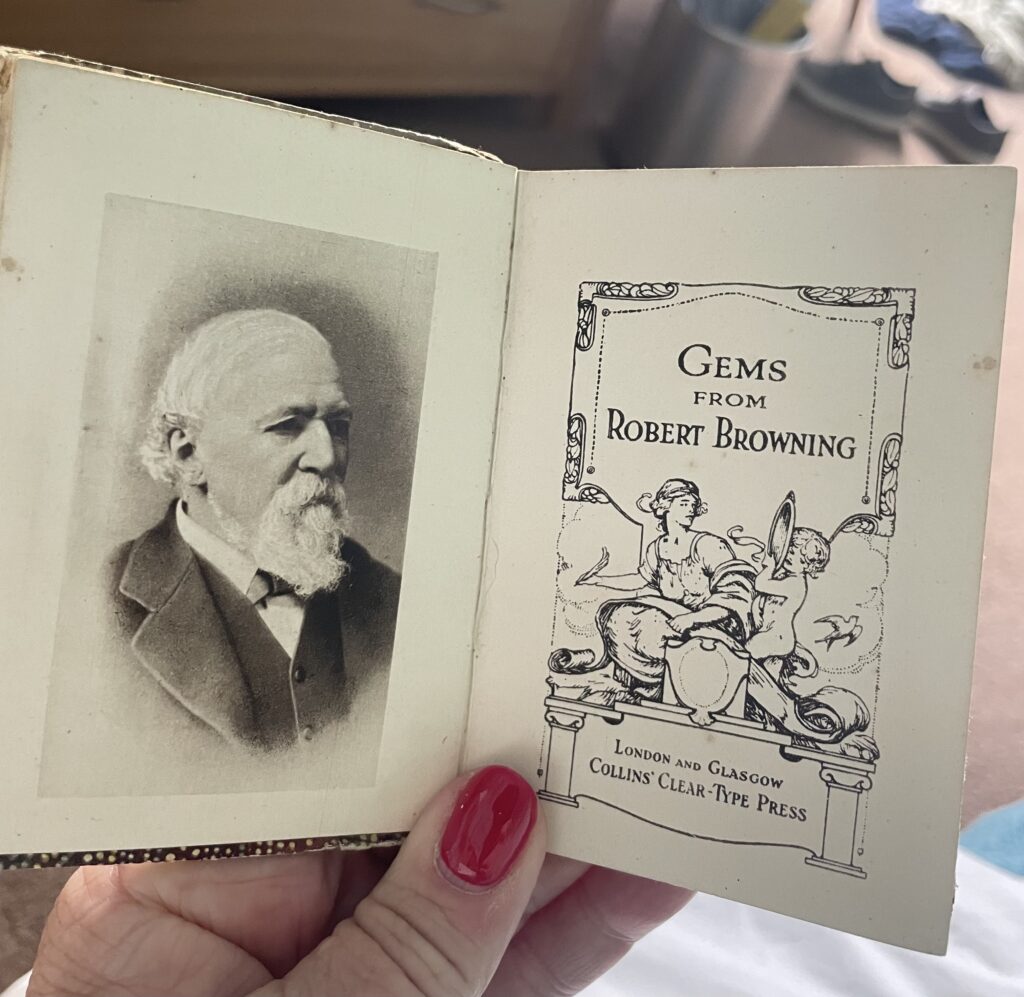 GEMS
FROM
ROBERT BROWNING
LONDON AND GLASGOW
COLLINS' CLEAR-TYPE PRESS